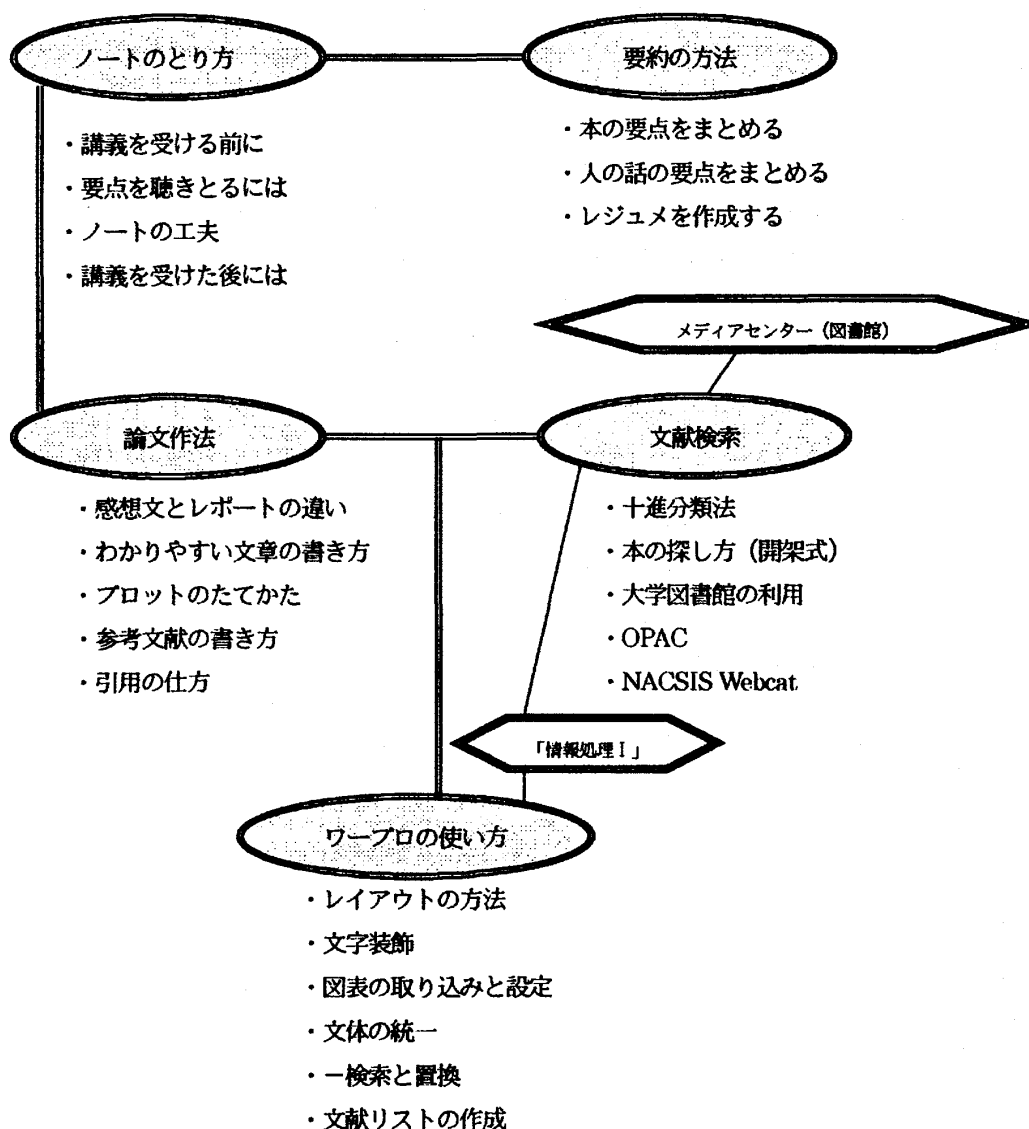 ノートのとり方
・講義を受ける前に
・要点を聴きとるには
・ノートの工夫
・講義を受けた後には
要約の方法
・本の要点をまとめる
・人の話の要点をまとめる
・レジュメを作成する
メディアセンター（図書館）
論文作法
・感想文とレポートの違い
・わかりやすい文章の書き方
・プロットのたてかた
・参考文献の書き方
・引用の仕方
文献検索
・十進分類法
・本の探し方（開架式）
・大学図書館の利用
・OPAC
・NACSIS Webcat
「情報処理Ⅰ」
ワープロの使い方
・レイアウトの方法
・文字装飾
・図表の取り込みと設定
・文体の統一
・－検索と置換
・文献リストの作成